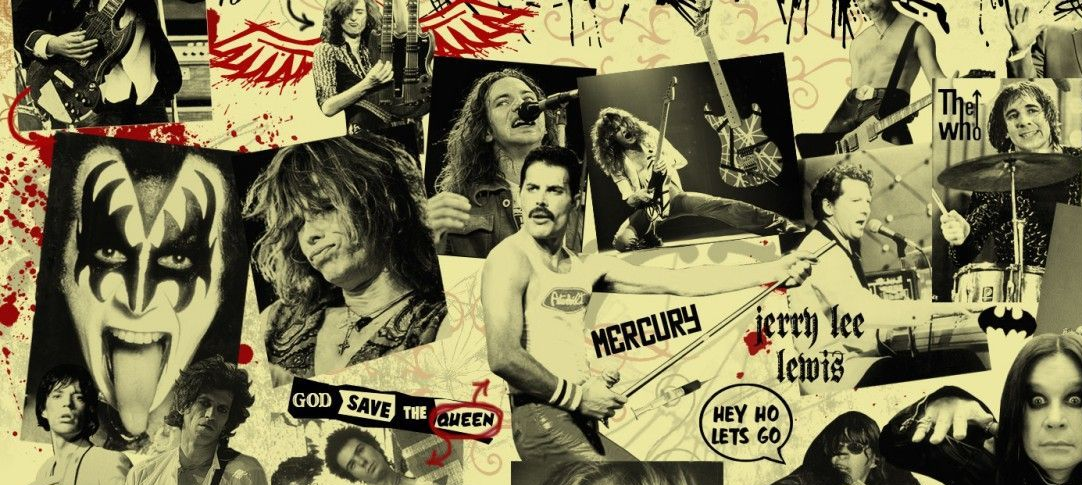 The
Who
MERCURY
jerry lee
lewis
GOD SAVE THE QUEEN
HEY HO
LETS GO